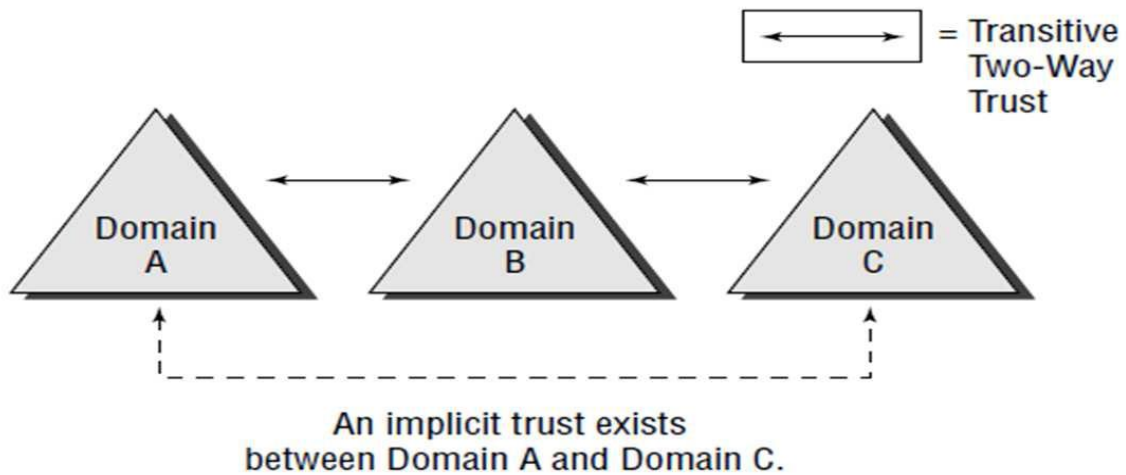 = Transitive
Two-Way
Trust
Domain
A
Domain
B
Domain
C
An implicit trust exists
between Domain A and Domain C.